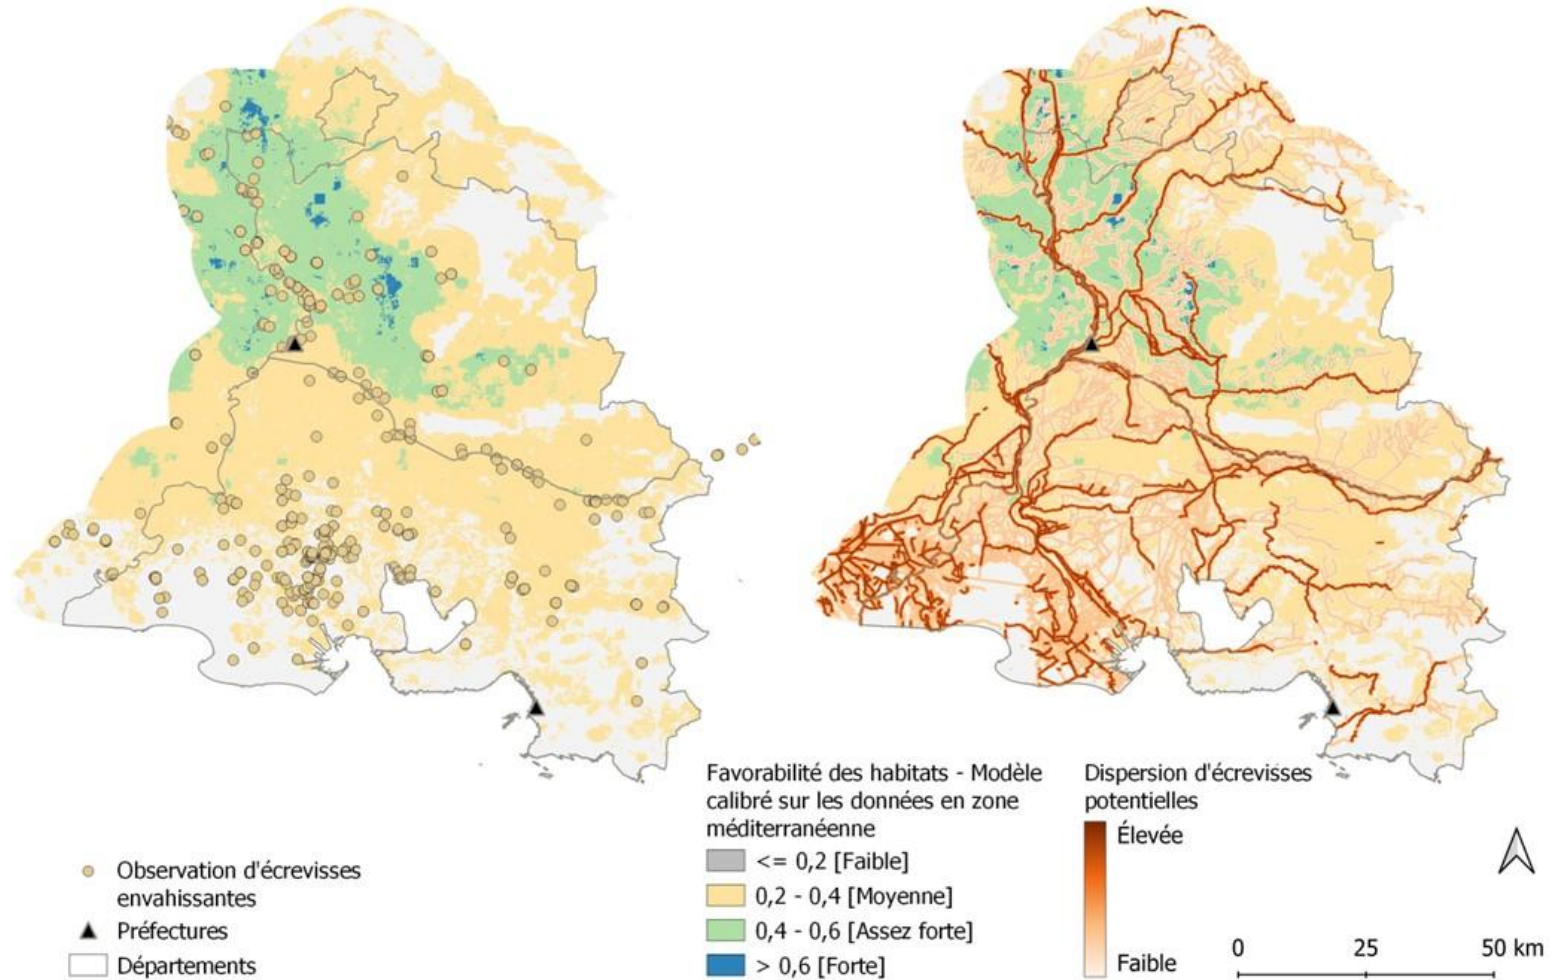 Observation d'écrevisses
envahissantes
Préfectures
Départements
Favorabilité des habitats - Modèle
calibré sur les données en zone
méditerranéenne
<= 0,2 [Faible]
0,2 - 0,4 [Moyenne]
0,4 - 0,6 [Assez forte]
> 0,6 [Forte]
Dispersion d'écrevisses
potentielles
Élevée
Faible
0 25 50 km